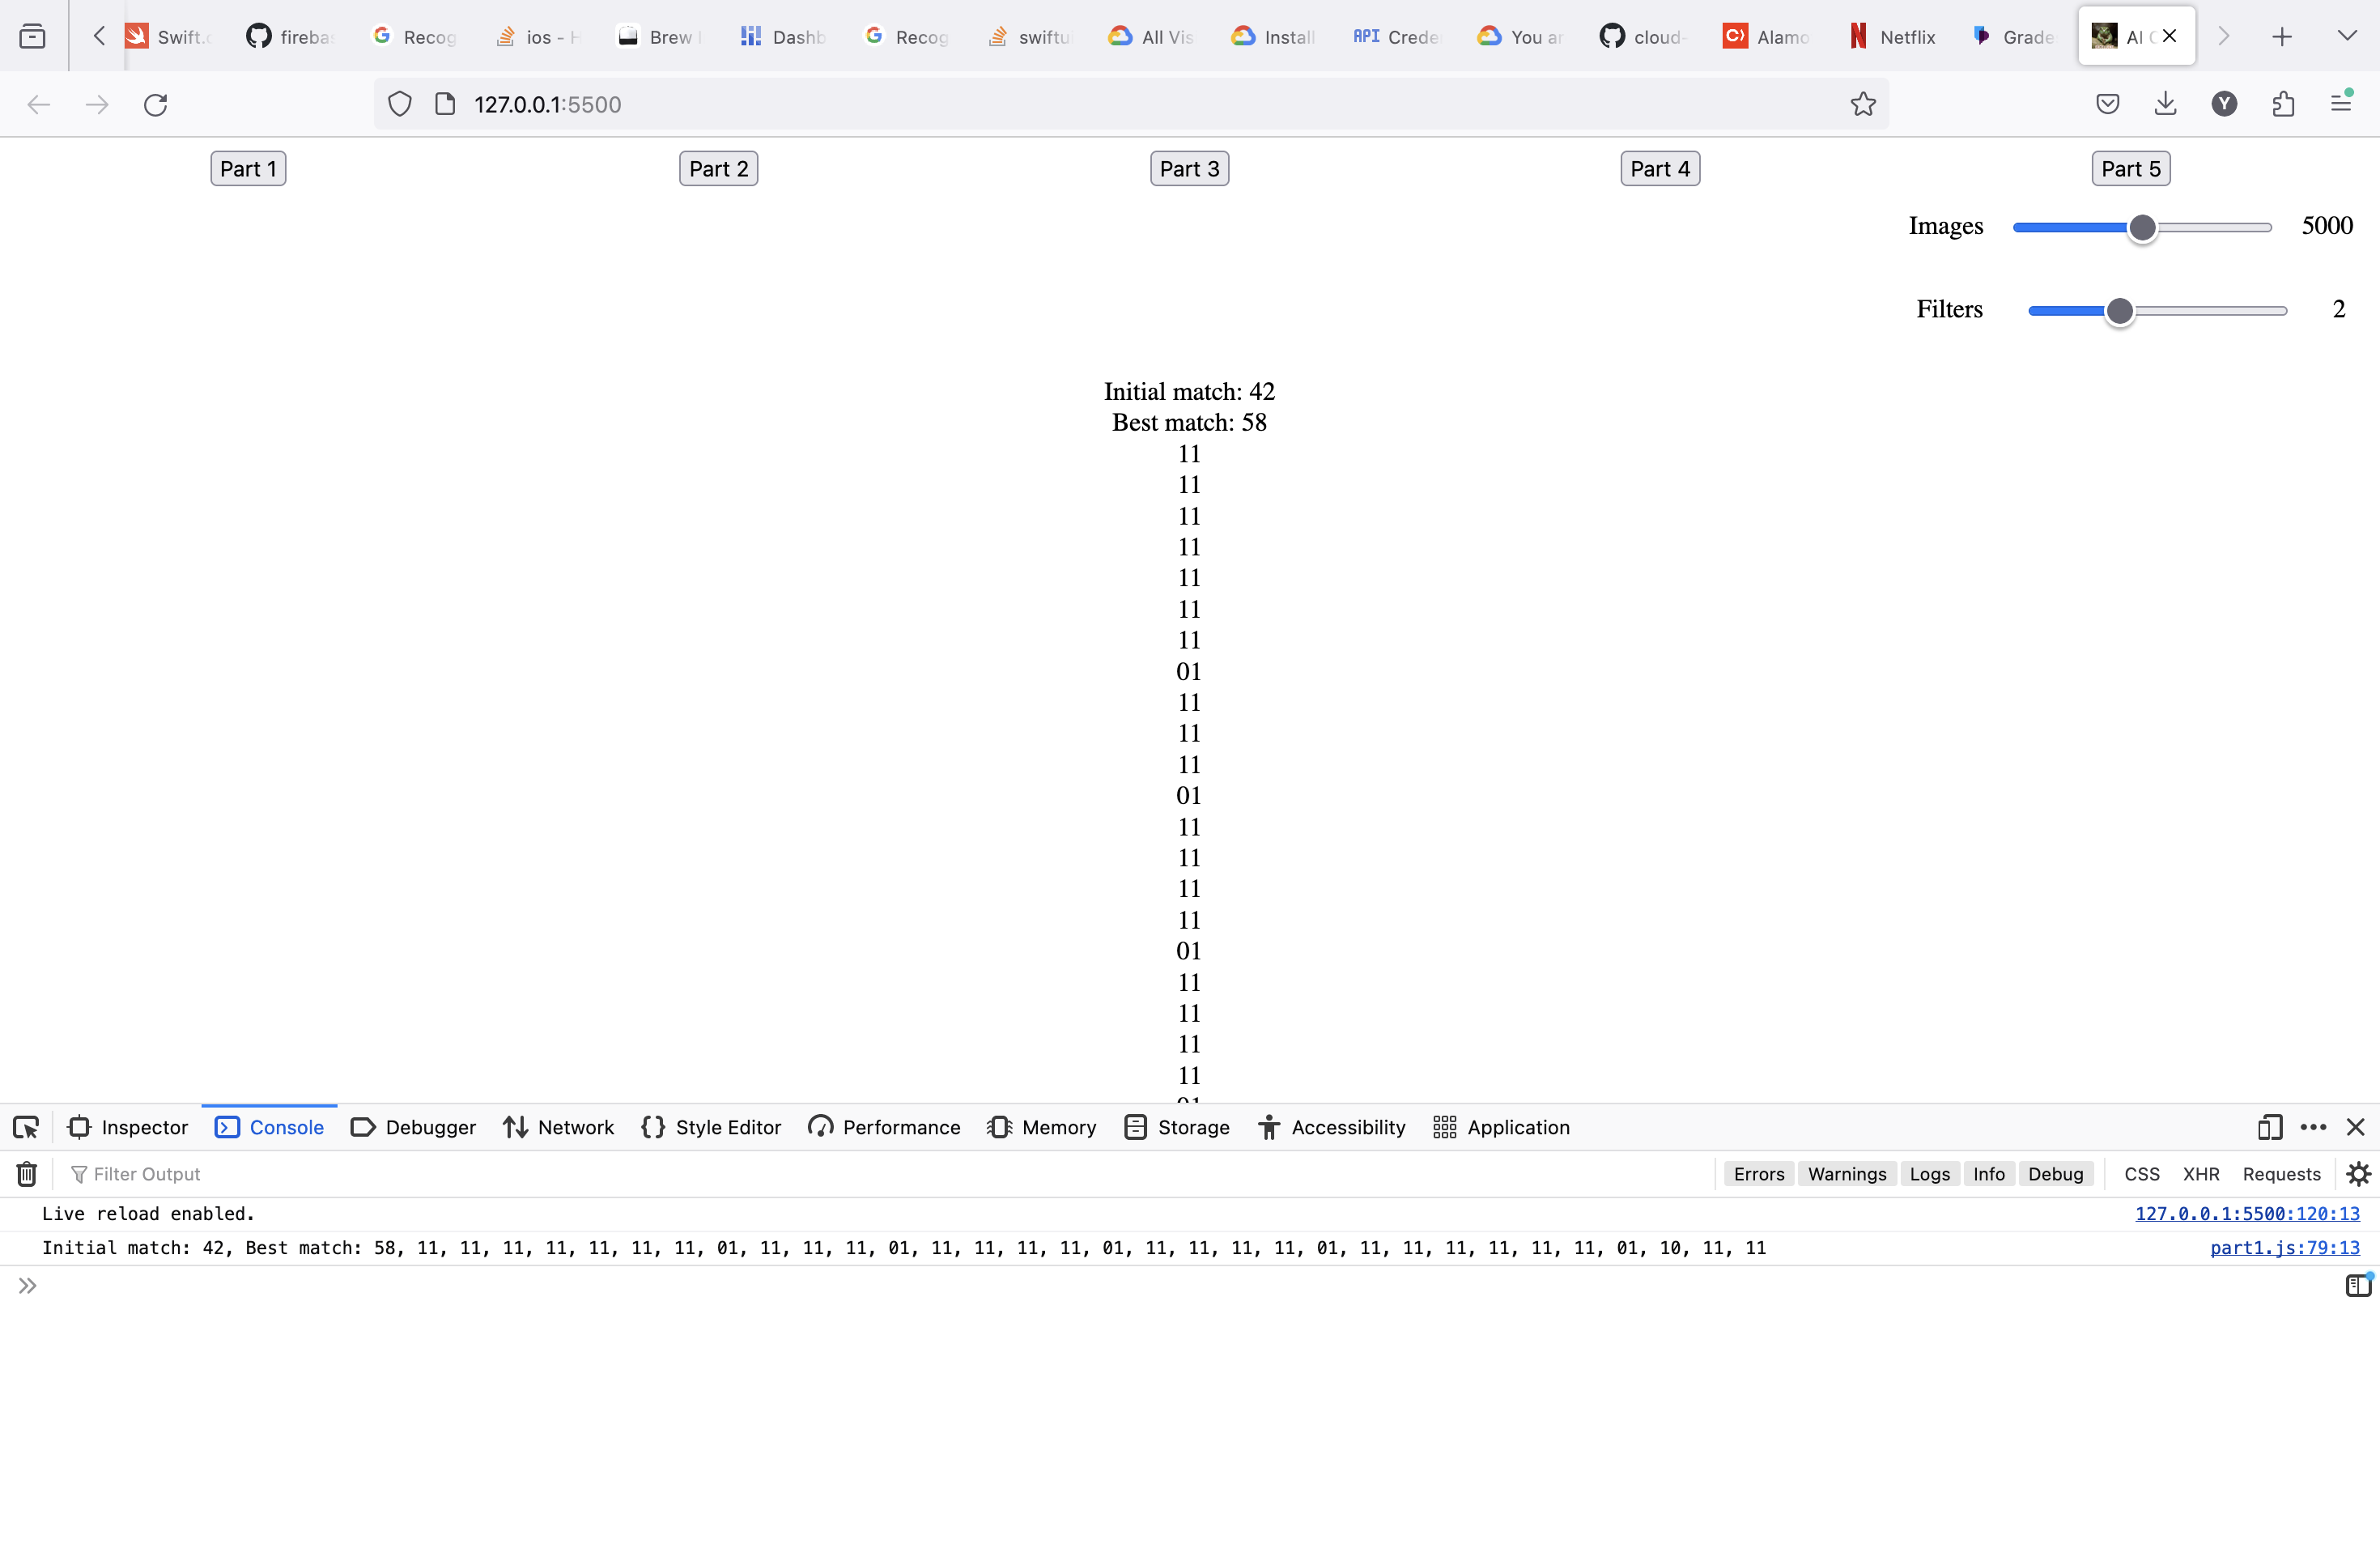 Swift.c fireba Recog ios - H Brew I Dashb Recog swiftu All Vis Install API Crede You ar cloud- Alamo Netflix Grade AI C
127.0.0.1:5500
Part 1 Part 2 Part 3 Part 4 Part 5
Images 5000
Filters 2
Initial match: 42
Best match: 58
11
11
11
11
11
11
11
01
11
11
11
01
11
11
11
11
01
11
11
11
11
01
Inspector Console Debugger Network Style Editor Performance Memory Storage Accessibility Application
Filter Output Errors Warnings Logs Info Debug CSS XHR Requests
Live reload enabled. 127.0.0.1:5500:120:13
Initial match: 42, Best match: 58, 11, 11, 11, 11, 11, 11, 11, 01, 11, 11, 11, 01, 11, 11, 11, 11, 01, 11, 11, 11, 11, 01, 11, 11, 11, 11, 11, 11, 01, 10, 11, 11 part1.js:79:13